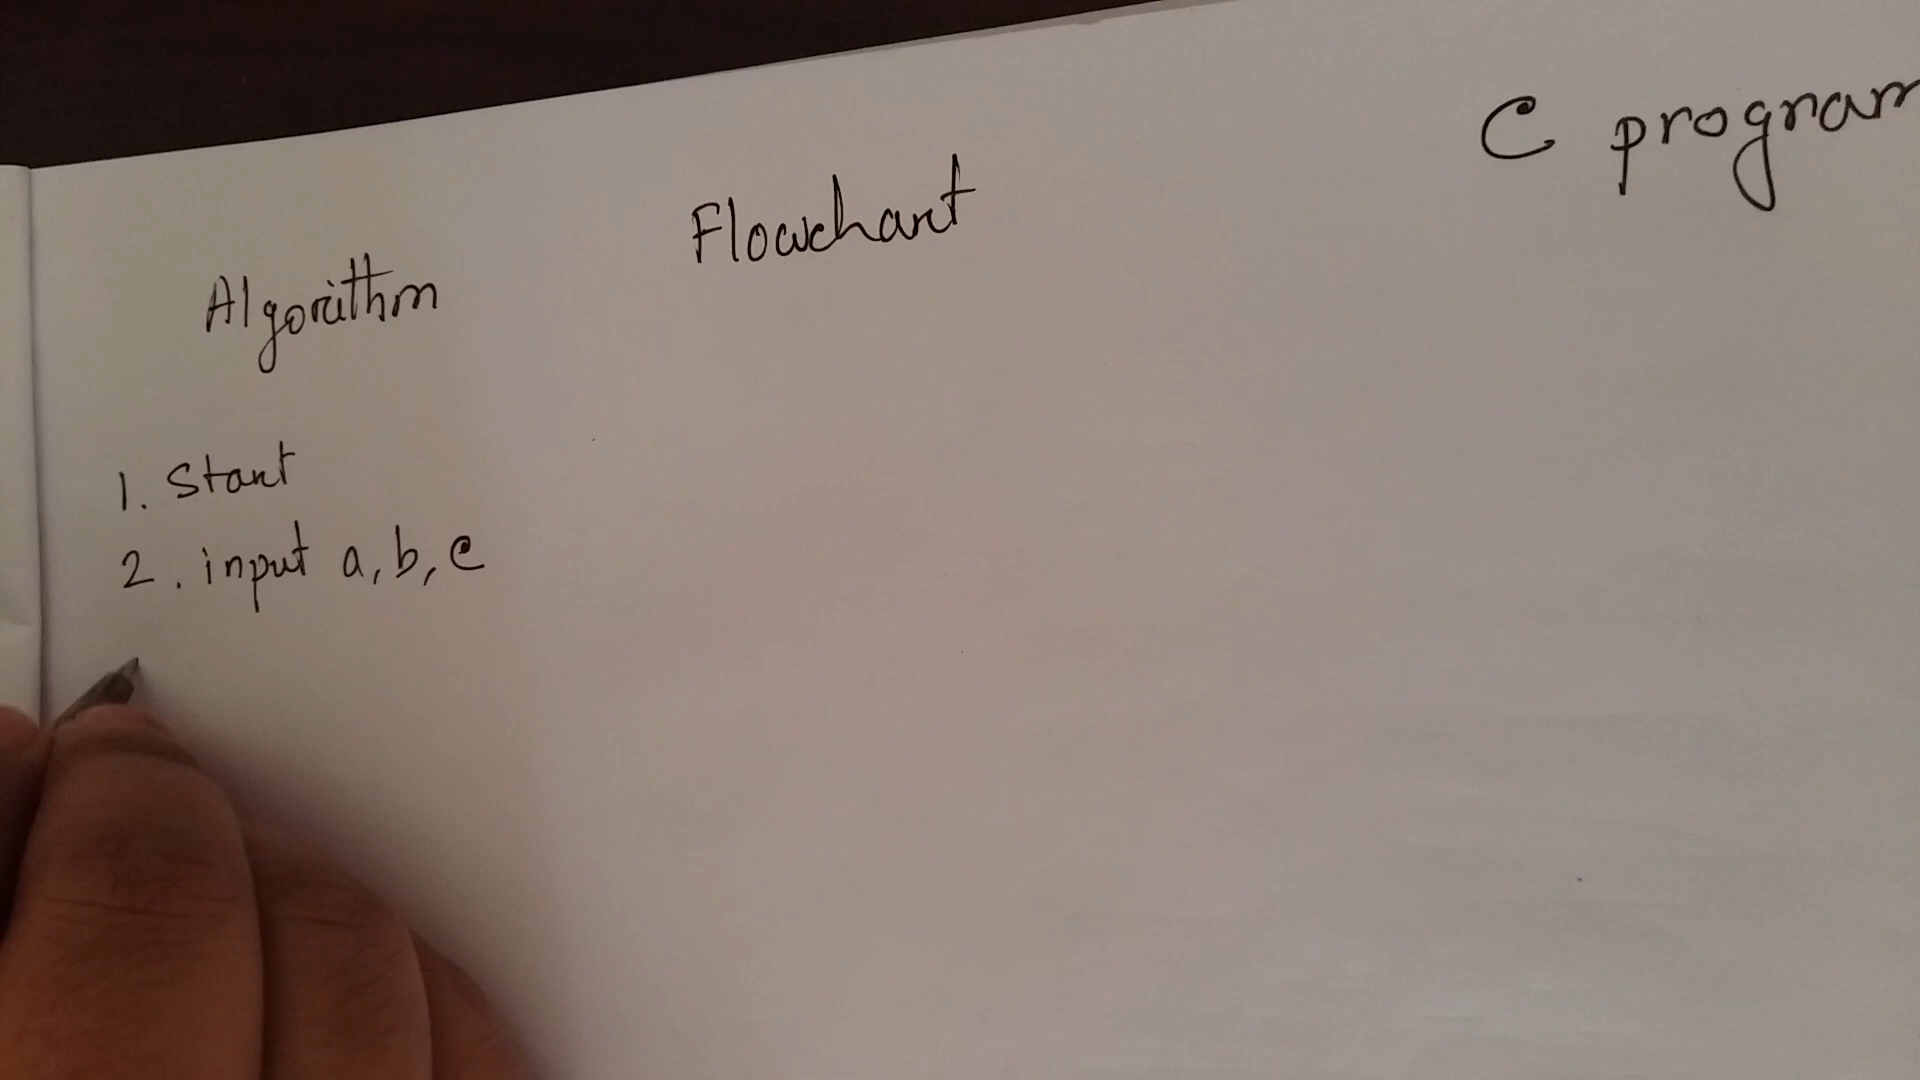 Algorithm
Flowchart
C program
1. Start
2. input a, b, c